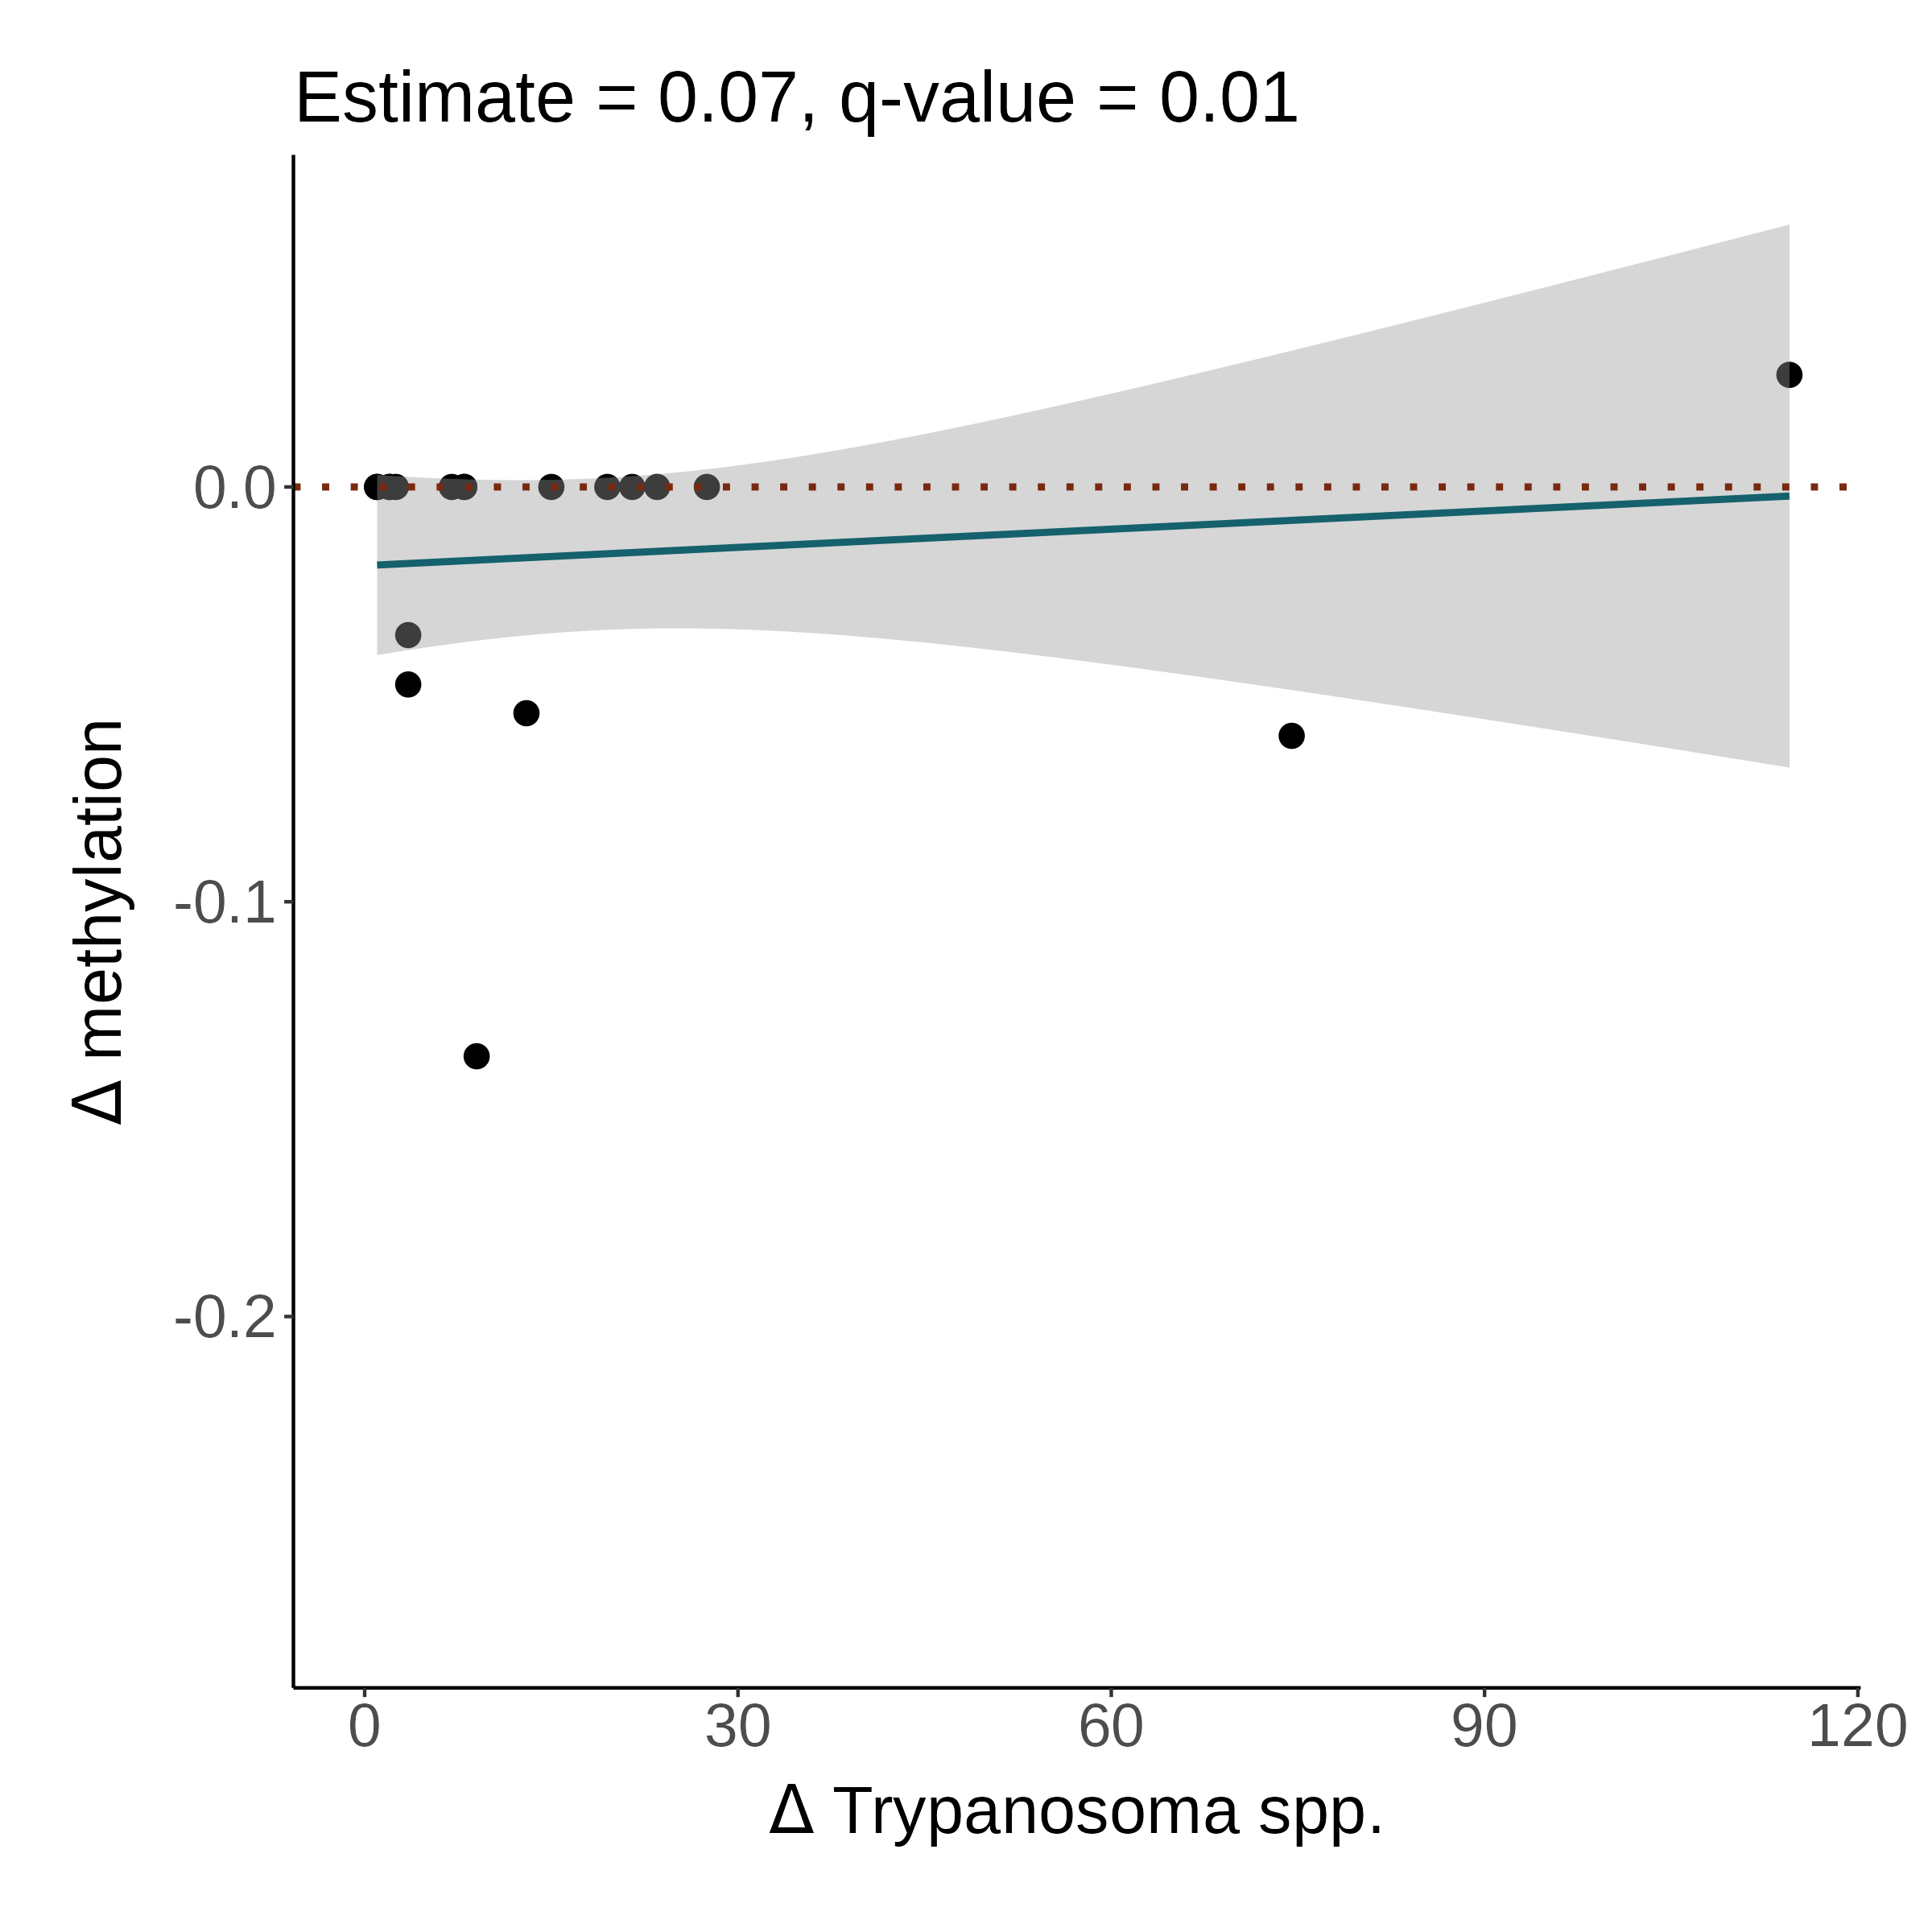 Estimate = 0.07, q-value = 0.01
Δ methylation
0.0
-0.1
-0.2
0
30
60
90
120
Δ Trypanosoma spp.